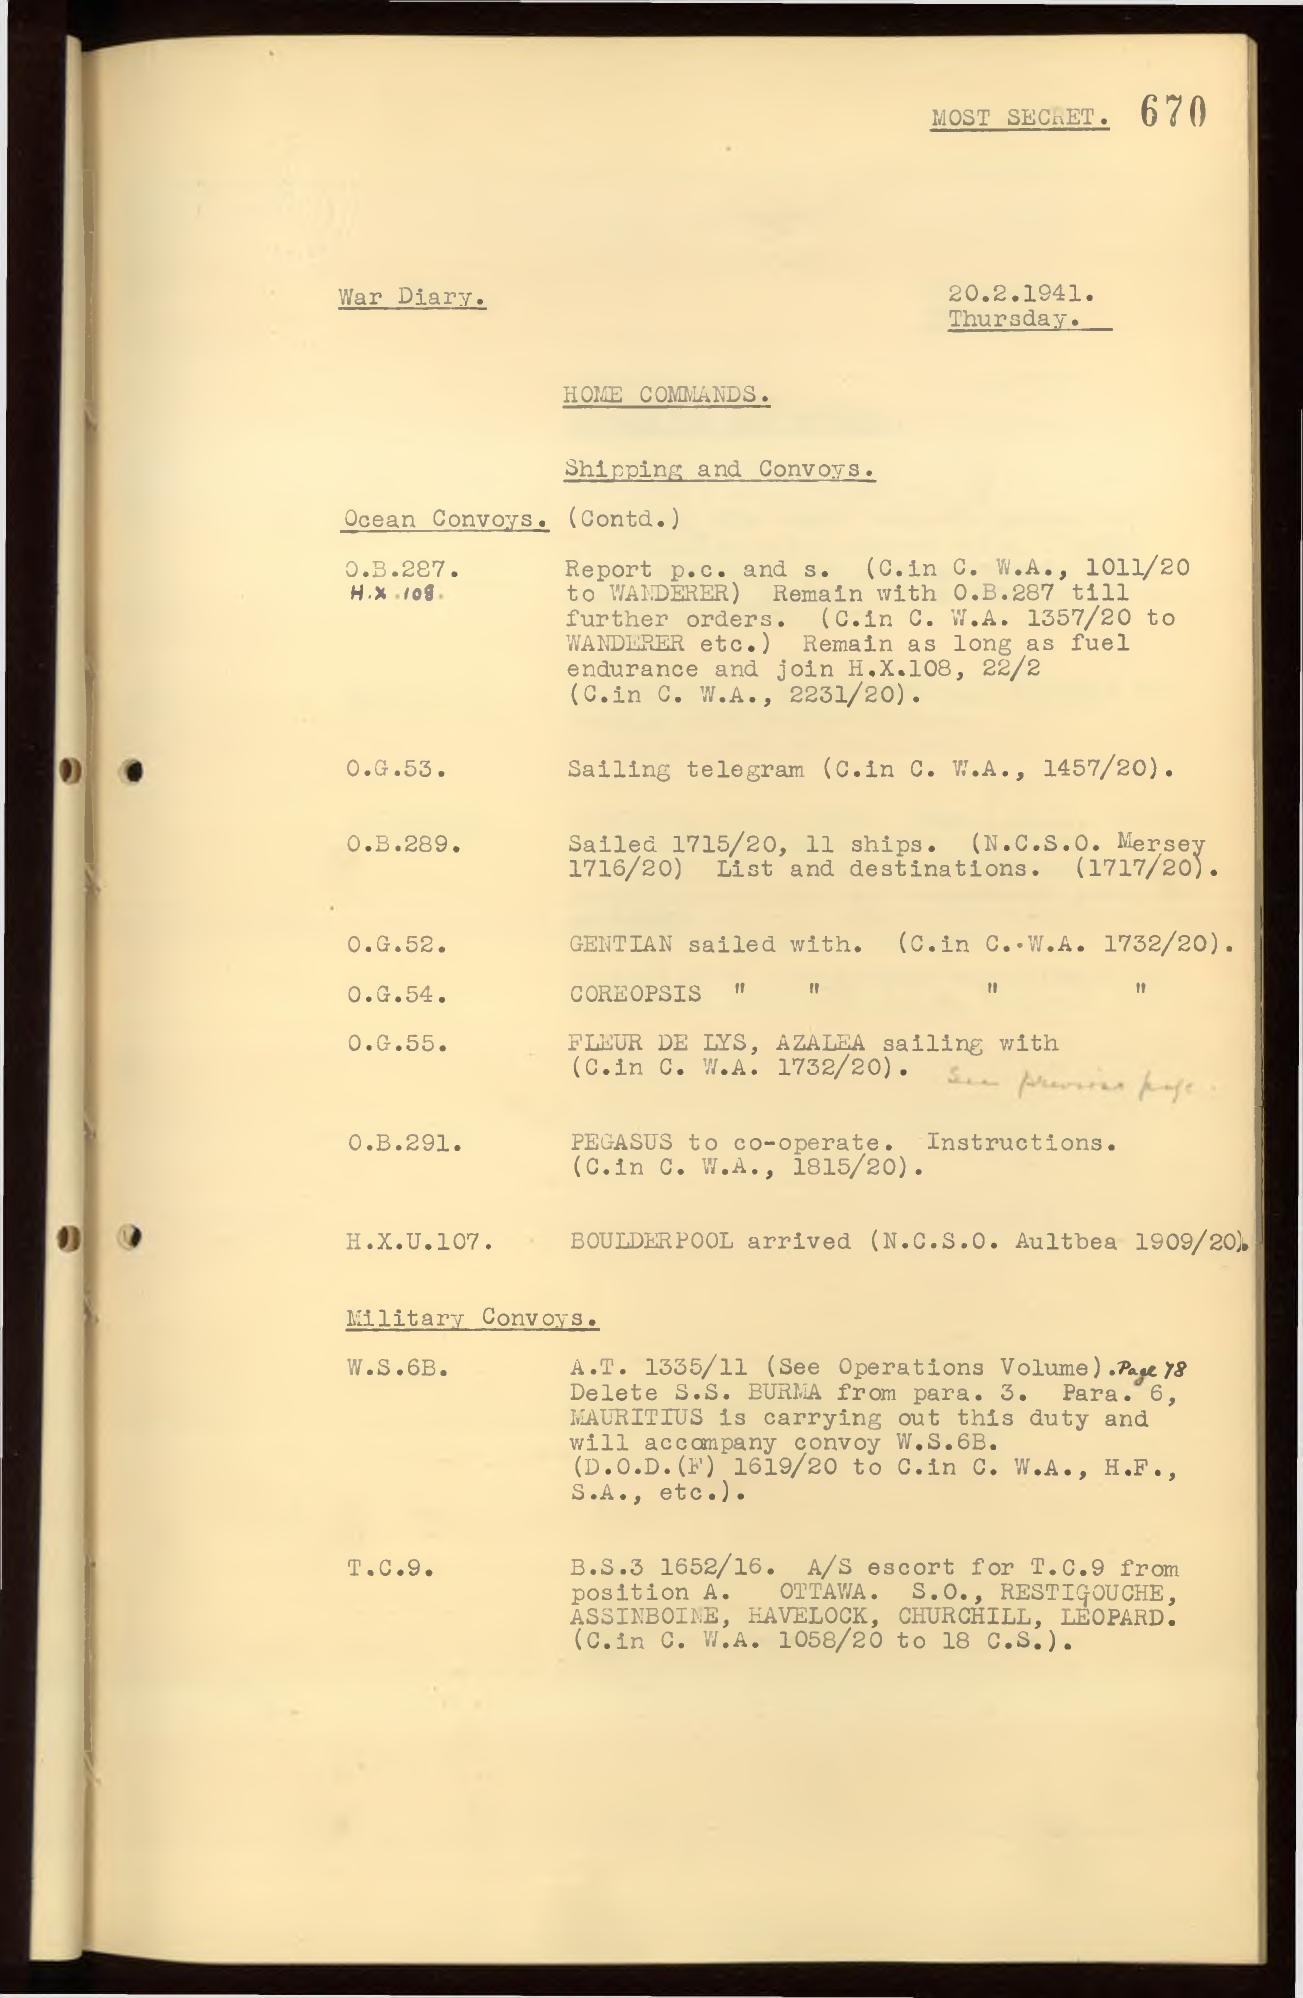 MOST SECRET. 670
War Diary. 20.2.1941.
Thursday.
HOME COMMANDS.
Shipping and Convoys.
Ocean Convoys. (Contd.)
O.B.287. Report p.c. and s. (C.in C. W.A., 1011/20
H.X.108. to WANDERER) Remain with O.B.287 till
further orders. (C.in C. W.A. 1357/20 to
WANDERER etc.) Remain as long as fuel
endurance and join H.X.108, 22/2
(C.in C. W.A., 2231/20).
O.G.53. Sailing telegram (C.in C. W.A., 1457/20).
O.B.289. Sailed 1715/20, 11 ships. (N.C.S.O. Mersey
1716/20) List and destinations. (1717/20).
O.G.52. GENTIAN sailed with. (C.in C. W.A. 1732/20).
O.G.54. COREOPSIS " " " "
O.G.55. FLEUR DE LYS, AZALEA sailing with
(C.in C. W.A. 1732/20). See previous page.
O.B.291. PEGASUS to co-operate. Instructions.
(C.in C. W.A., 1815/20).
H.X.U.107. BOULDERPOOL arrived (N.C.S.O. Aultbea 1909/20).
Military Convoys.
W.S.6B. A.T. 1335/11 (See Operations Volume). Page 78
Delete S.S. BURMA from para. 3. Para. 6,
MAURITIUS is carrying out this duty and
will accompany convoy W.S.6B.
(D.O.D.(F) 1619/20 to C.in C. W.A., H.F.,
S.A., etc.).
T.C.9. B.S.3 1652/16. A/S escort for T.C.9 from
position A. OTTAWA. S.O., RESTIGOUCHE,
ASSINBOINE, HAVELOCK, CHURCHILL, LEOPARD.
(C.in C. W.A. 1058/20 to 18 C.S.).